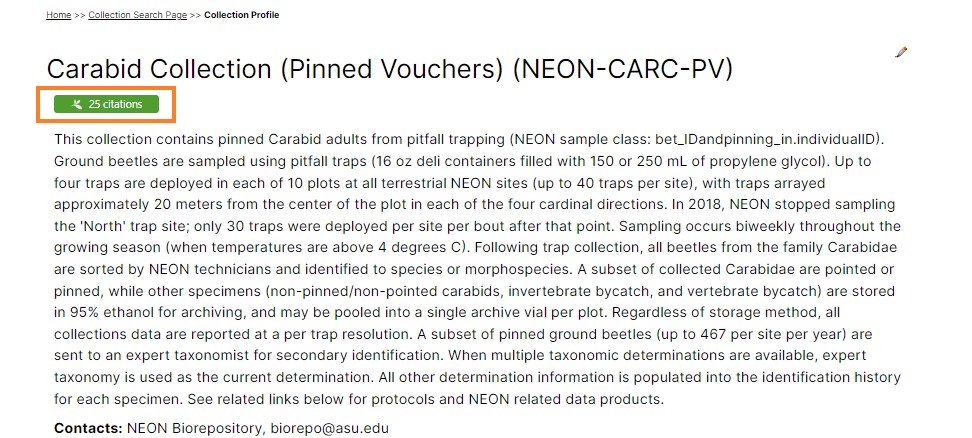 Home >> Collection Search Page >> Collection Profile
Carabid Collection (Pinned Vouchers) (NEON-CARC-PV)
25 citations
This collection contains pinned Carabid adults from pitfall trapping (NEON sample class: bet_IDandpinning_in.individualID).
Ground beetles are sampled using pitfall traps (16 oz deli containers filled with 150 or 250 mL of propylene glycol). Up to
four traps are deployed in each of 10 plots at all terrestrial NEON sites (up to 40 traps per site), with traps arrayed
approximately 20 meters from the center of the plot in each of the four cardinal directions. In 2018, NEON stopped sampling
the 'North' trap site; only 30 traps were deployed per site per bout after that point. Sampling occurs biweekly throughout the
growing season (when temperatures are above 4 degrees C). Following trap collection, all beetles from the family Carabidae
are sorted by NEON technicians and identified to species or morphospecies. A subset of collected Carabidae are pointed or
pinned, while other specimens (non-pinned/non-pointed carabids, invertebrate bycatch, and vertebrate bycatch) are stored
in 95% ethanol for archiving, and may be pooled into a single archive vial per plot. Regardless of storage method, all
collections data are reported at a per trap resolution. A subset of pinned ground beetles (up to 467 per site per year) are
sent to an expert taxonomist for secondary identification. When multiple taxonomic determinations are available, expert
taxonomy is used as the current determination. All other determination information is populated into the identification history
for each specimen. See related links below for protocols and NEON related data products.
Contacts: NEON Biorepository, biorepo@asu.edu